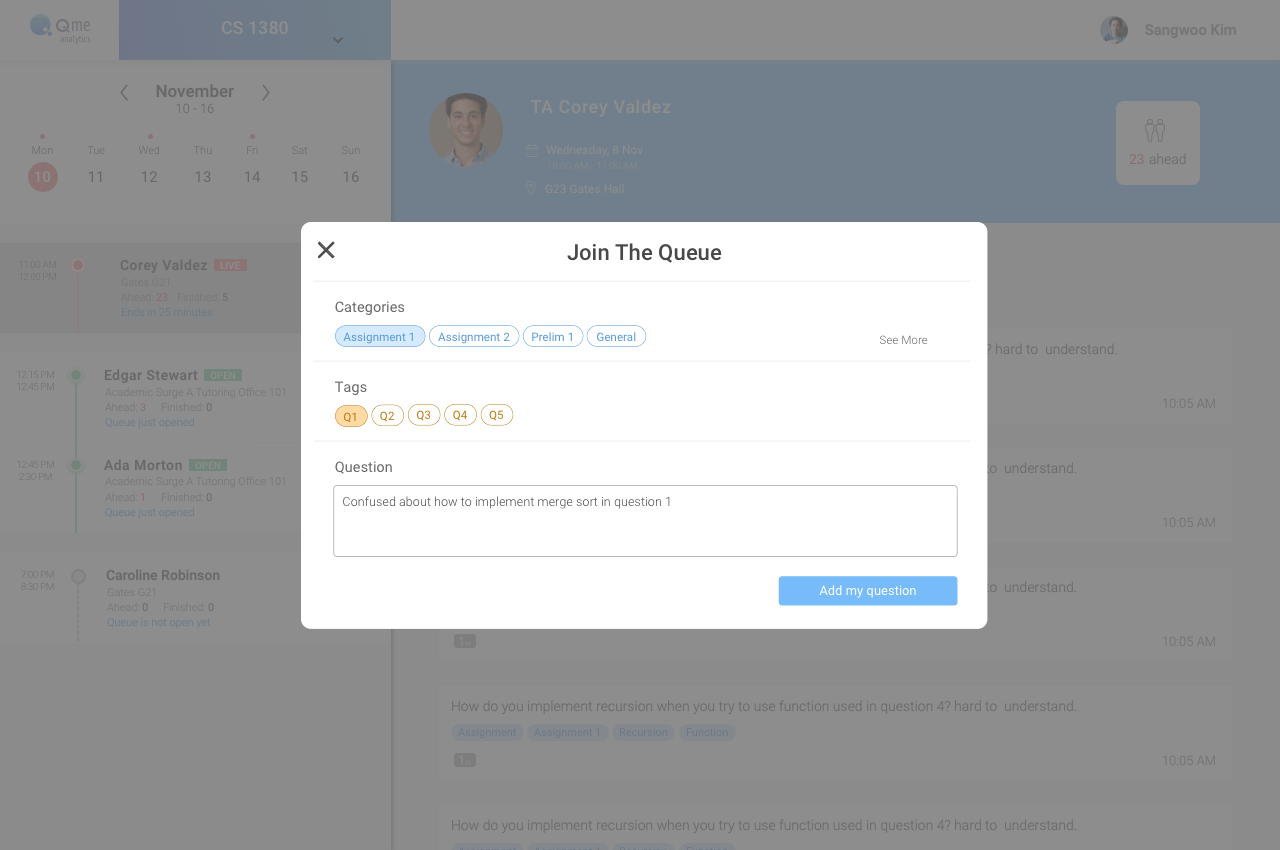 Qme
analytics
CS 1380
Sangwoo Kim
November
10 - 16
Mon Tue Wed Thu Fri Sat Sun
10 11 12 13 14 15 16
TA Corey Valdez
Wednesday, 8 Nov
10:00 AM - 11:00 AM
G23 Gates Hall
23 ahead
11:00 AM
12:00 PM
Corey Valdez LIVE
Gates G21
Ahead: 23 Finished: 5
Ends in 25 minutes
12:15 PM
12:45 PM
Edgar Stewart OPEN
Academic Surge A Tutoring Office 101
Ahead: 3 Finished: 0
Queue just opened
12:45 PM
2:30 PM
Ada Morton OPEN
Academic Surge A Tutoring Office 101
Ahead: 1 Finished: 0
Queue just opened
7:00 PM
8:30 PM
Caroline Robinson
Gates G21
Ahead: 0 Finished: 0
Queue is not open yet
Join The Queue
Categories
Assignment 1 Assignment 2 Prelim 1 General
See More
Tags
Q1 Q2 Q3 Q4 Q5
Question
Confused about how to implement merge sort in question 1
Add my question
? hard to understand.
10:05 AM
to understand.
10:05 AM
to understand.
10:05 AM
How do you implement recursion when you try to use function used in question 4? hard to understand.
Assignment Assignment 1 Recursion Function
10:05 AM
How do you implement recursion when you try to use function used in question 4? hard to understand.